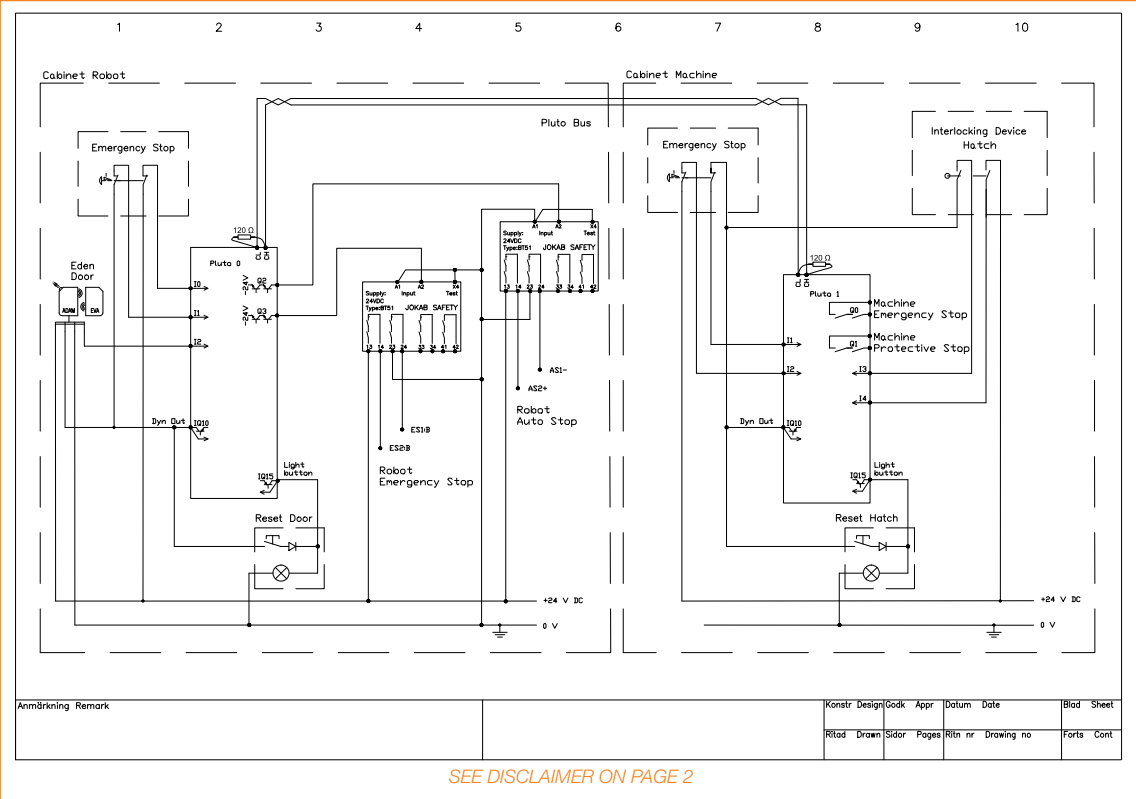 1 2 3 4 5 6 7 8 9 10
Cabinet Robot
Cabinet Machine
Pluto Bus
Emergency Stop
Emergency Stop
Interlocking Device
Hatch
120 Ω
CL
CH
Pluto 0
Eden
Door
ADAM
EVA
I0
I1
I2
-24V
Q2
-24V
Q3
Dyn Out
IQ10
IQ15
Light
button
Reset Door
A1
A2
X4
Supply:
24VDC
Type:BT51
Input
Test
JOKAB SAFETY
13 14 23 24 33 34 41 42
ES1:B
ES2:B
Robot
Emergency Stop
A1
A2
X4
Supply:
24VDC
Type:BT51
Input
Test
JOKAB SAFETY
13 14 23 24 33 34 41 42
AS1-
AS2+
Robot
Auto Stop
+24 V DC
0 V
120 Ω
CL
CH
Pluto 1
Q0
Machine
Emergency Stop
Q1
Machine
Protective Stop
I1
I2
I3
I4
Dyn Out
IQ10
IQ15
Light
button
Reset Hatch
+24 V DC
0 V
Anmärkning Remark
Konstr Design
Godk Appr
Datum Date
Blad Sheet
Ritad Drawn
Sidor Pages
Ritn nr Drawing no
Forts Cont
SEE DISCLAIMER ON PAGE 2